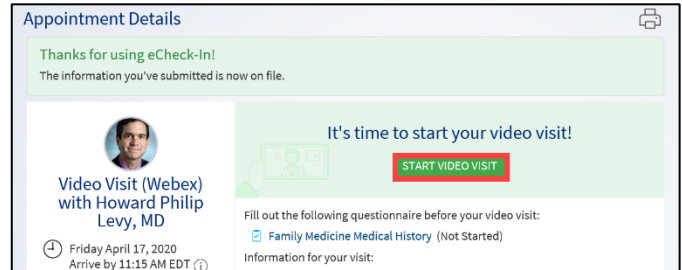 Appointment Details
Thanks for using eCheck-In!
The information you've submitted is now on file.
It's time to start your video visit!
START VIDEO VISIT
Video Visit (Webex)
with Howard Philip
Levy, MD
Friday April 17, 2020
Arrive by 11:15 AM EDT
Fill out the following questionnaire before your video visit:
Family Medicine Medical History (Not Started)
Information for your visit: